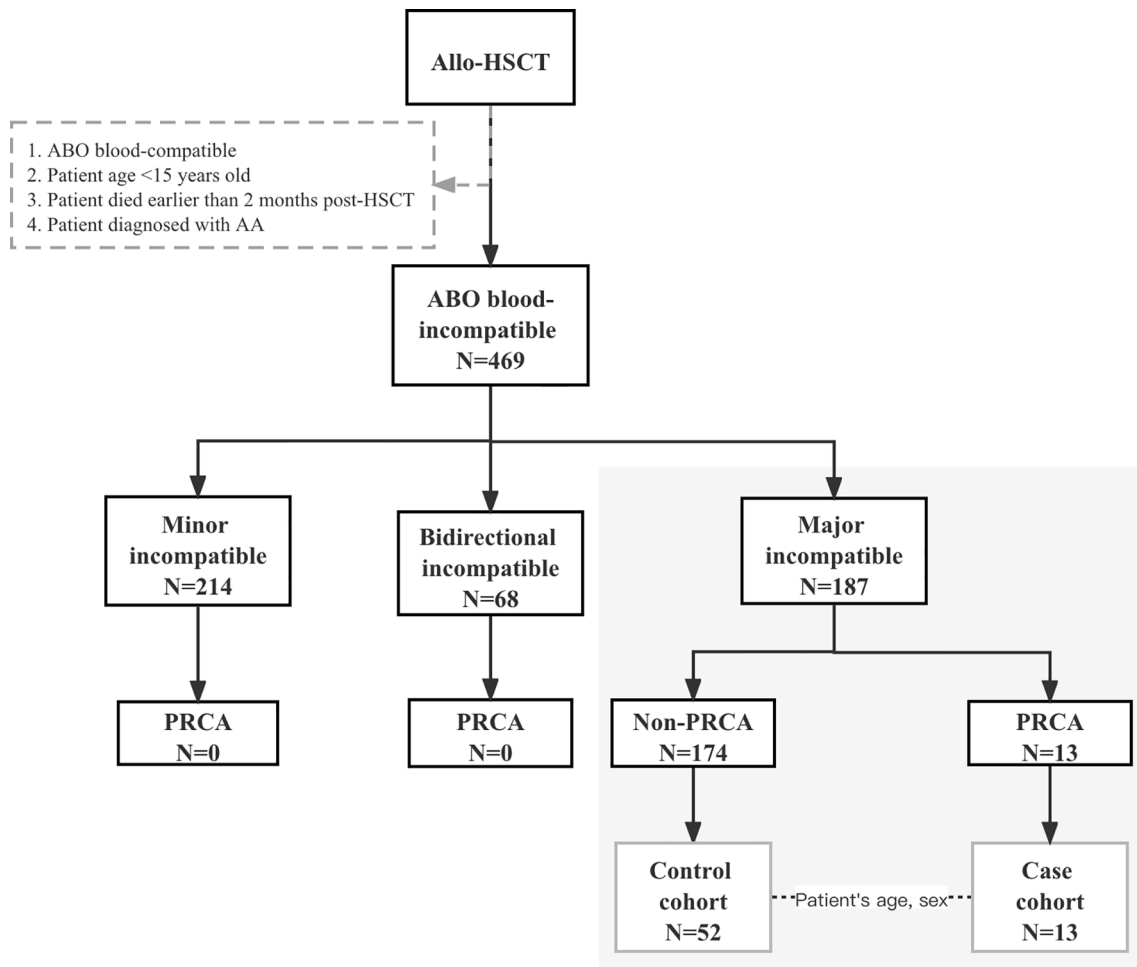 Allo-HSCT
1. ABO blood-compatible
2. Patient age <15 years old
3. Patient died earlier than 2 months post-HSCT
4. Patient diagnosed with AA
ABO blood-
incompatible
N=469
Minor
incompatible
N=214
Bidirectional
incompatible
N=68
Major
incompatible
N=187
PRCA
N=0
PRCA
N=0
Non-PRCA
N=174
PRCA
N=13
Control
cohort
N=52
Patient's age, sex
Case
cohort
N=13